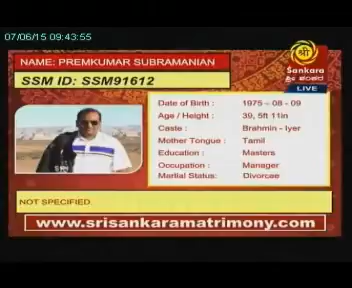 07/06/15 09:43:55
NAME: PREMKUMAR SUBRAMANIAN
SSM ID: SSM91612
श्री
Sankara
ಶ್ರೀ ಶಂಕರ
LIVE
Date of Birth : 1975 - 08 - 09
Age / Height : 39, 5ft 11in
Caste : Brahmin - Iyer
Mother Tongue : Tamil
Education : Masters
Occupation : Manager
Marital Status: Divorcae
NOT SPECIFIED
www.srisankaramatrimony.com